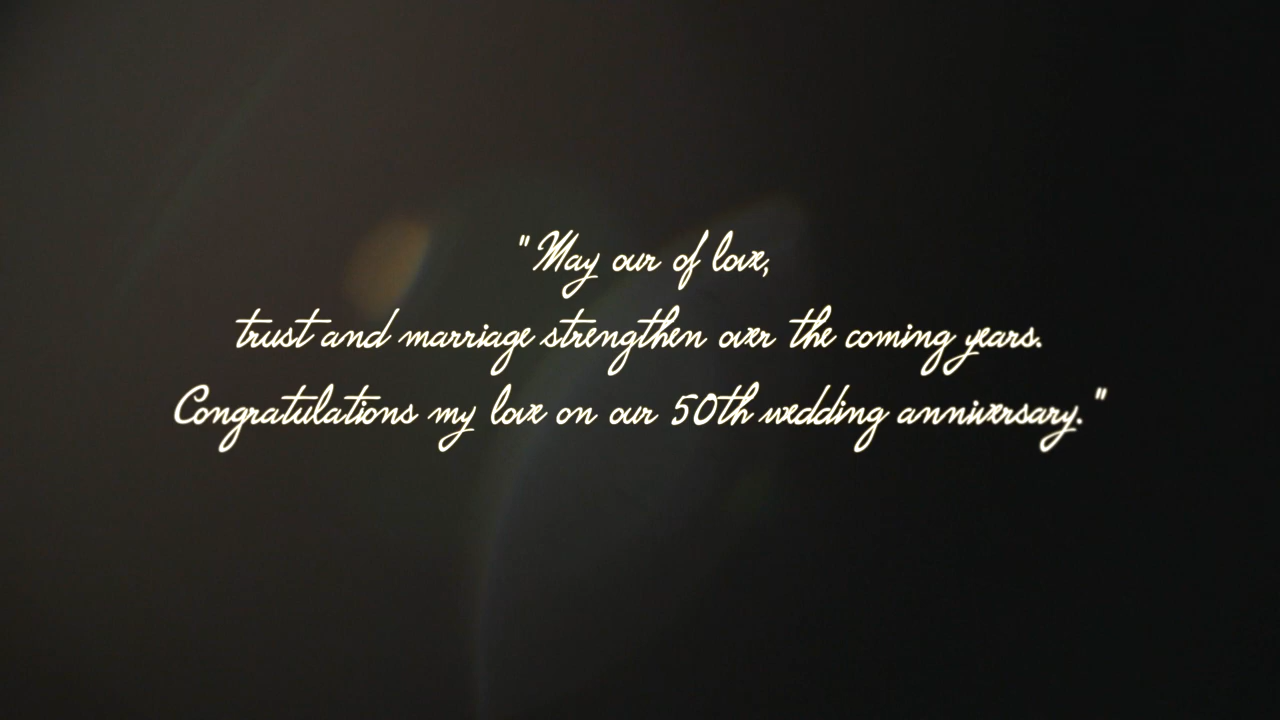 "May our of love,
trust and marriage strengthen over the coming years.
Congratulations my love on our 50th wedding anniversary."